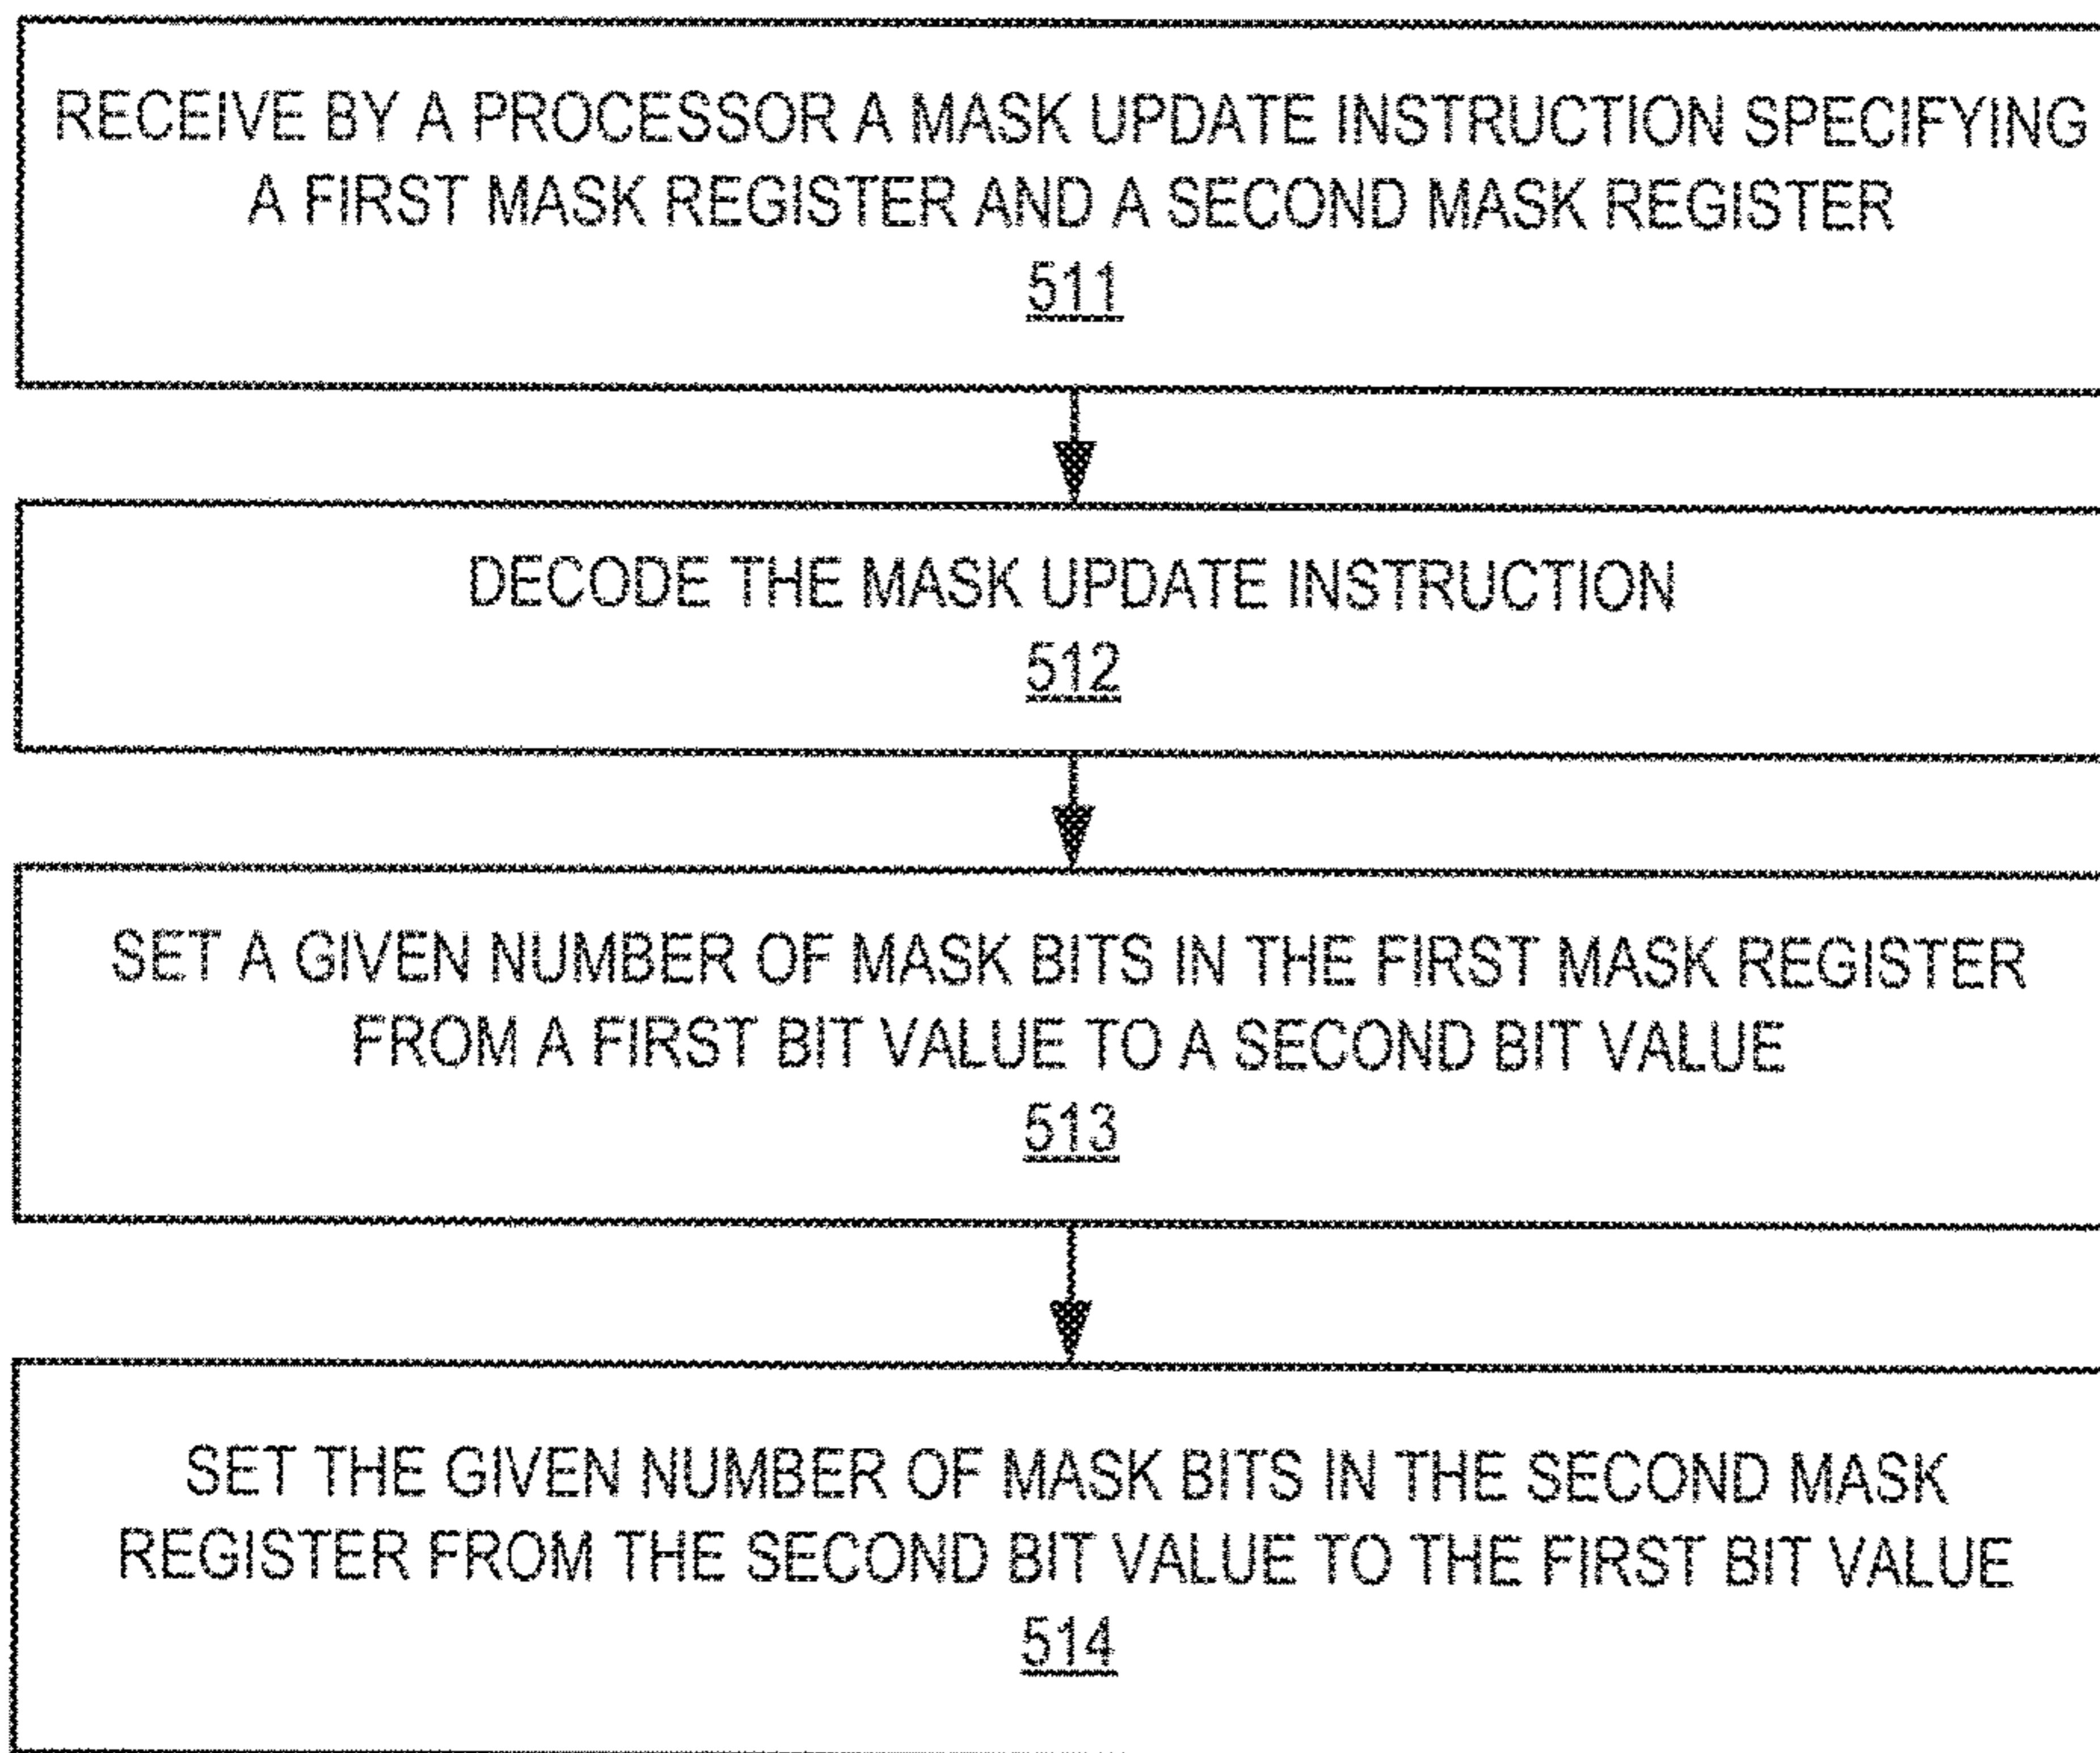 RECEIVE BY A PROCESSOR A MASK UPDATE INSTRUCTION SPECIFYING
A FIRST MASK REGISTER AND A SECOND MASK REGISTER
511
DECODE THE MASK UPDATE INSTRUCTION
512
SET A GIVEN NUMBER OF MASK BITS IN THE FIRST MASK REGISTER
FROM A FIRST BIT VALUE TO A SECOND BIT VALUE
513
SET THE GIVEN NUMBER OF MASK BITS IN THE SECOND MASK
REGISTER FROM THE SECOND BIT VALUE TO THE FIRST BIT VALUE
514